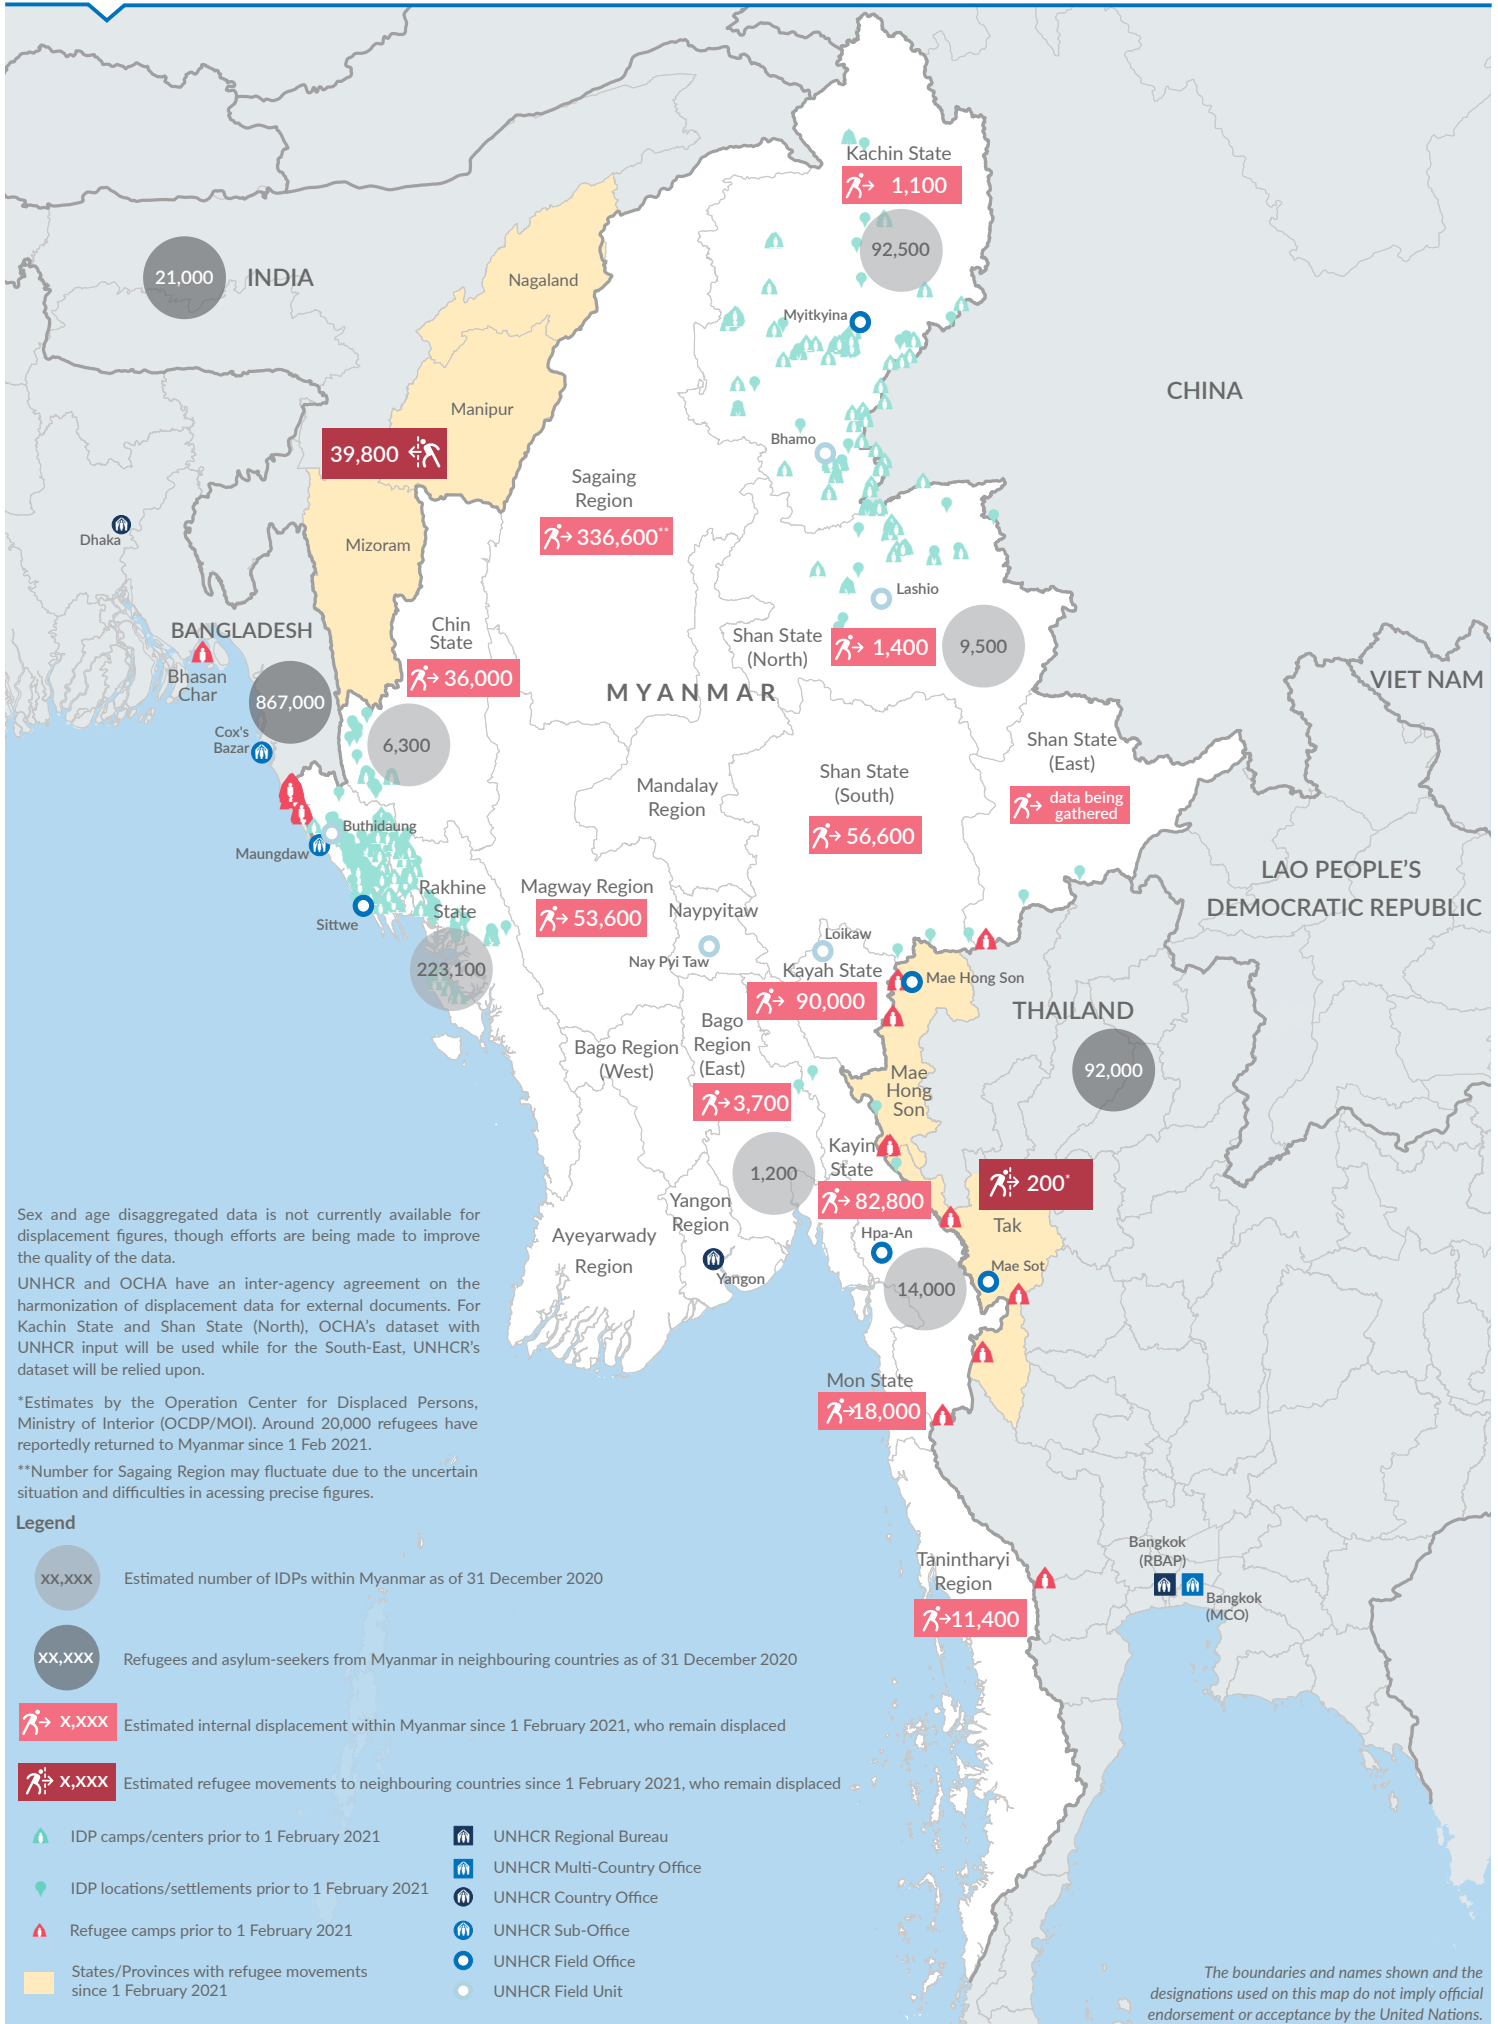 Kachin State
1,100
92,500
21,000
INDIA
Nagaland
Myitkyina
CHINA
Manipur
39,800
Bhamo
Sagaing
Region
336,600**
Dhaka
Mizoram
Lashio
Chin
State
BANGLADESH
Shan State
(North)
1,400
9,500
Bhasan
Char
36,000
MYANMAR
VIET NAM
867,000
Cox's
Bazar
6,300
Shan State
(East)
Shan State
(South)
Mandalay
Region
data being
gathered
Buthidaung
56,600
Maungdaw
LAO PEOPLE'S
DEMOCRATIC REPUBLIC
Rakhine
State
Magway Region
53,600
Naypyitaw
Sittwe
Loikaw
Nay Pyi Taw
223,100
Kayah State
Mae Hong Son
90,000
THAILAND
Bago
Region
(East)
Bago Region
(West)
92,000
Mae
Hong
Son
3,700
Kayin
State
1,200
200*
82,800
Yangon
Region
Tak
Ayeyarwady
Region
Hpa-An
Yangon
Mae Sot
14,000
Mon State
18,000
Bangkok
(RBAP)
Bangkok
(MCO)
Tanintharyi
Region
11,400
Sex and age disaggregated data is not currently available for
displacement figures, though efforts are being made to improve
the quality of the data.
UNHCR and OCHA have an inter-agency agreement on the
harmonization of displacement data for external documents. For
Kachin State and Shan State (North), OCHA's dataset with
UNHCR input will be used while for the South-East, UNHCR's
dataset will be relied upon.
*Estimates by the Operation Center for Displaced Persons,
Ministry of Interior (OCDP/MOI). Around 20,000 refugees have
reportedly returned to Myanmar since 1 Feb 2021.
**Number for Sagaing Region may fluctuate due to the uncertain
situation and difficulties in acessing precise figures.
Legend
XX,XXX
Estimated number of IDPs within Myanmar as of 31 December 2020
XX,XXX
Refugees and asylum-seekers from Myanmar in neighbouring countries as of 31 December 2020
X,XXX
Estimated internal displacement within Myanmar since 1 February 2021, who remain displaced
X,XXX
Estimated refugee movements to neighbouring countries since 1 February 2021, who remain displaced
IDP camps/centers prior to 1 February 2021
IDP locations/settlements prior to 1 February 2021
Refugee camps prior to 1 February 2021
States/Provinces with refugee movements
since 1 February 2021
UNHCR Regional Bureau
UNHCR Multi-Country Office
UNHCR Country Office
UNHCR Sub-Office
UNHCR Field Office
UNHCR Field Unit
The boundaries and names shown and the
designations used on this map do not imply official
endorsement or acceptance by the United Nations.